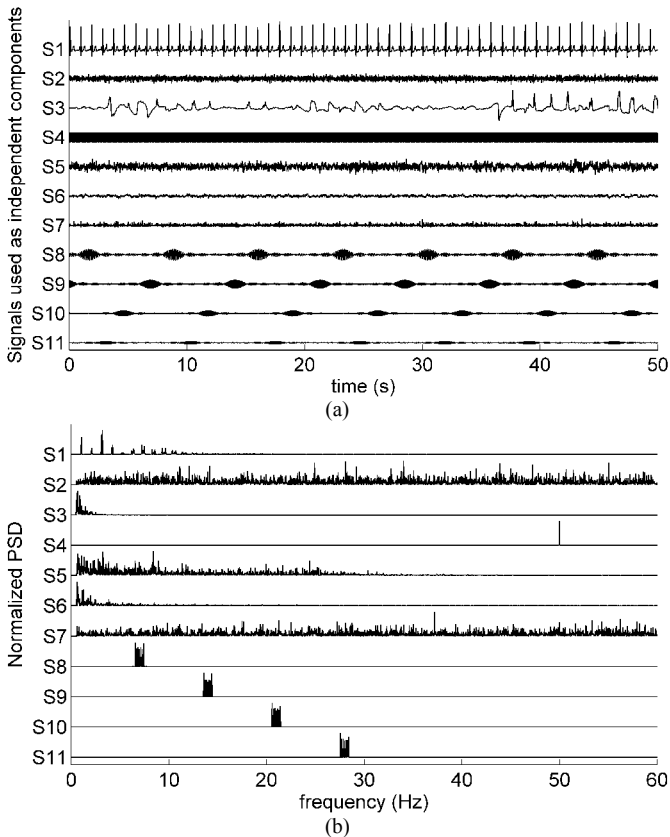 Signals used as independent components
S1
S2
S3
S4
S5
S6
S7
S8
S9
S10
S11
0 10 20 30 40 50 60
time (s)
(a)
Normalized PSD
S1
S2
S3
S4
S5
S6
S7
S8
S9
S10
S11
0 10 20 30 40 50 60
frequency (Hz)
(b)